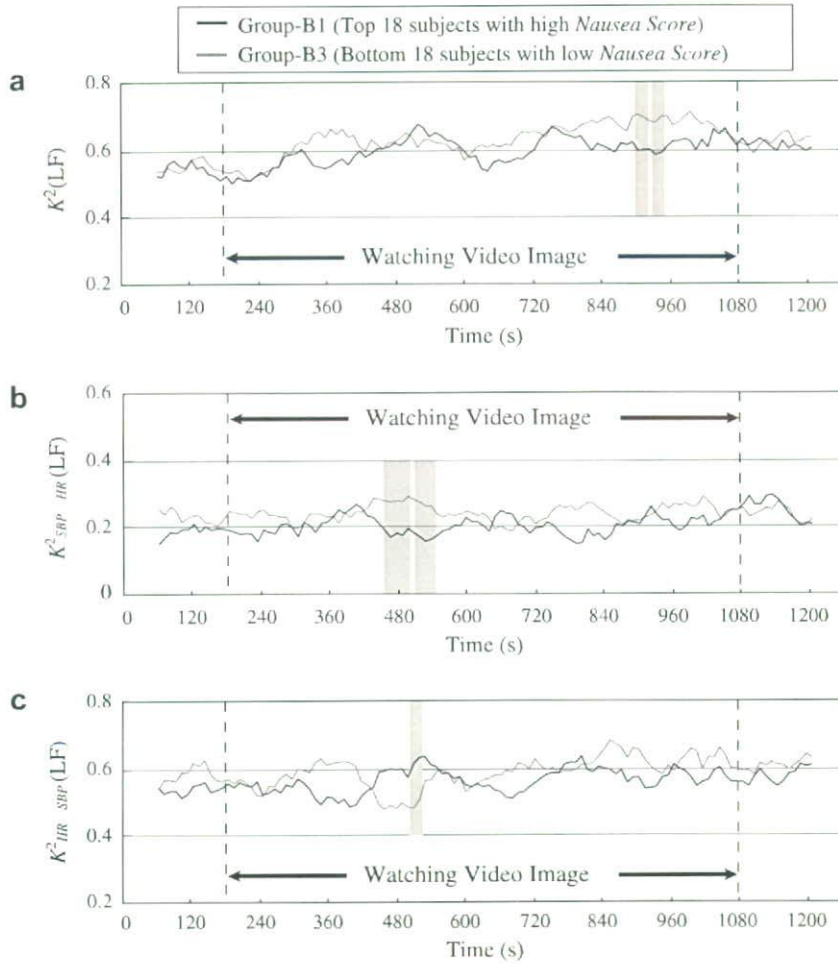 Group-B1 (Top 18 subjects with high Nausea Score)
Group-B3 (Bottom 18 subjects with low Nausea Score)
a
0.8
0.6
0.4
0.2
K²(LF)
Watching Video Image
0 120 240 360 480 600 720 840 960 1080 1200
Time (s)
b
0.6
0.4
0.2
0
K²SBP HR(LF)
Watching Video Image
0 120 240 360 480 600 720 840 960 1080 1200
Time (s)
c
0.8
0.6
0.4
0.2
K²HR SBP(LF)
Watching Video Image
0 120 240 360 480 600 720 840 960 1080 1200
Time (s)